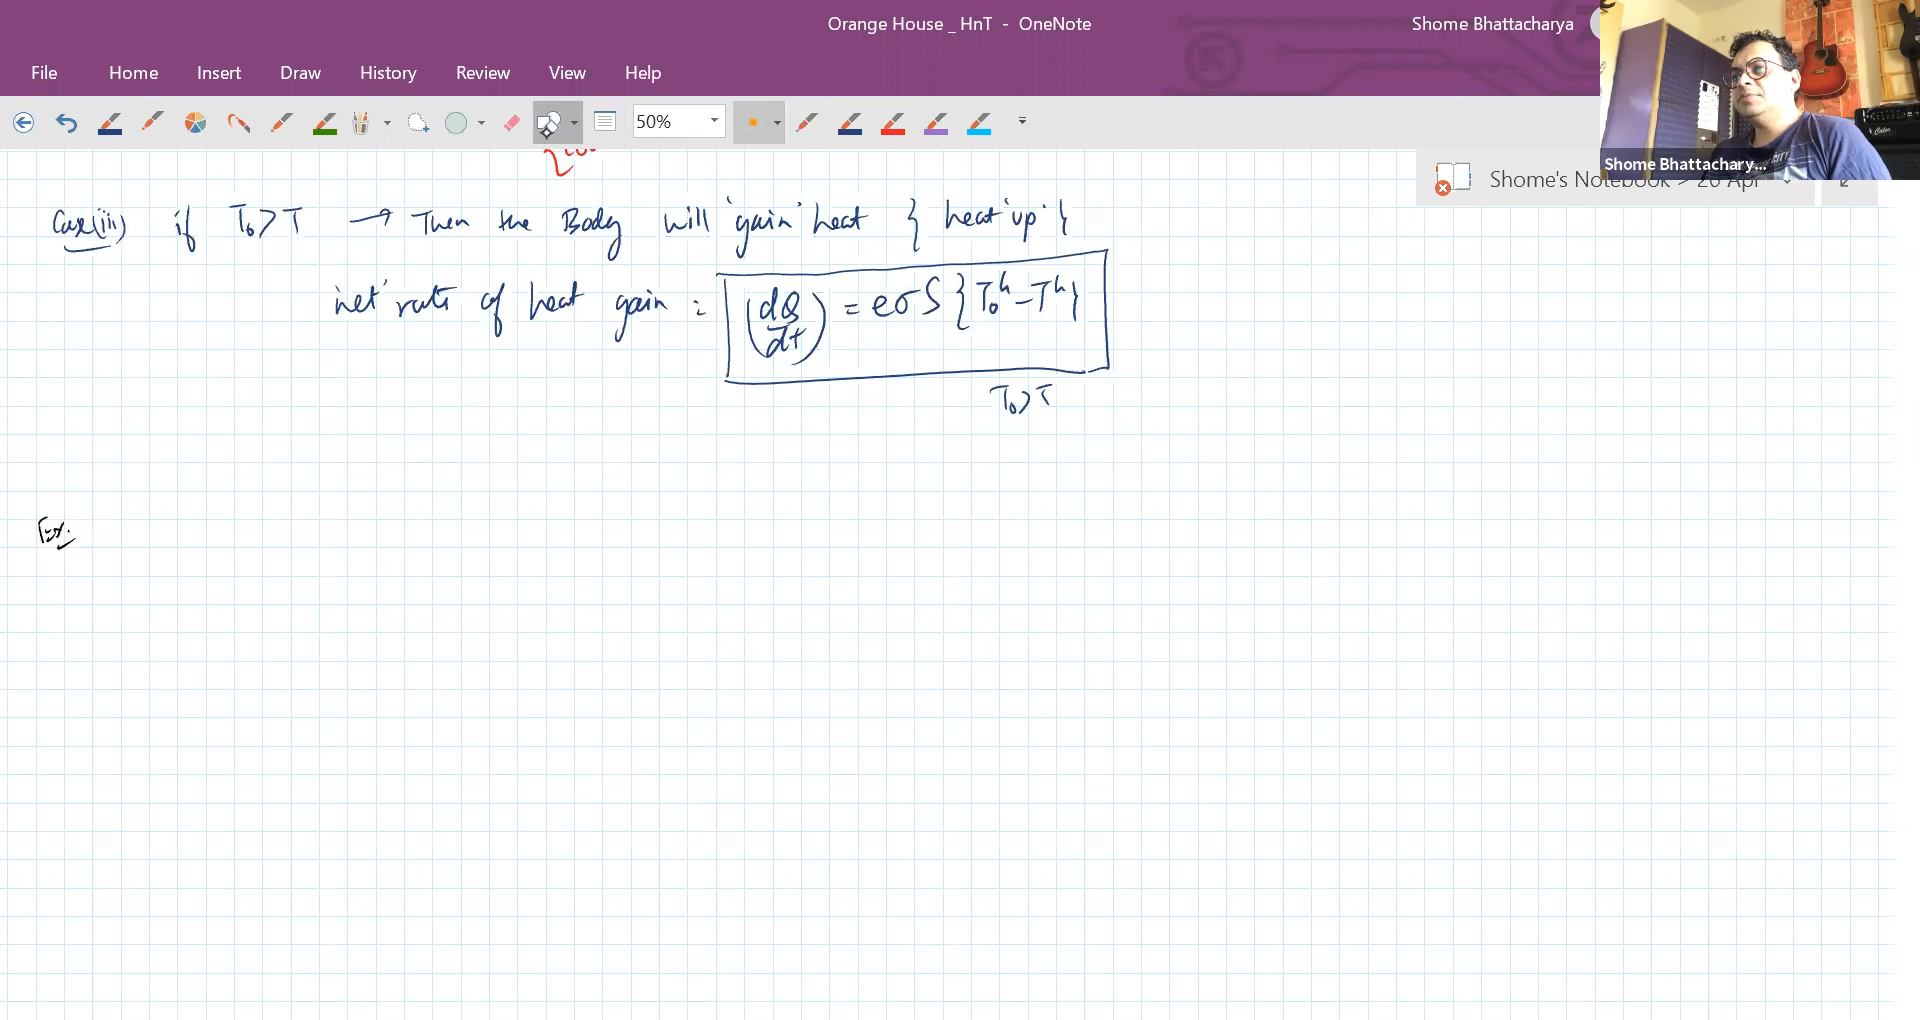 Orange House _ HnT - OneNote
Shome Bhattacharya
File Home Insert Draw History Review View Help
50%
Shome Bhattachary...
Shome's Notebook > 20 Apr
Case(iii) if T₀>T → Then the Body will 'gain' heat { heat 'up' }
'net' rate of heat gain : (dQ/dt) = eσS{T₀⁴-T⁴}
T₀>T
Ex.